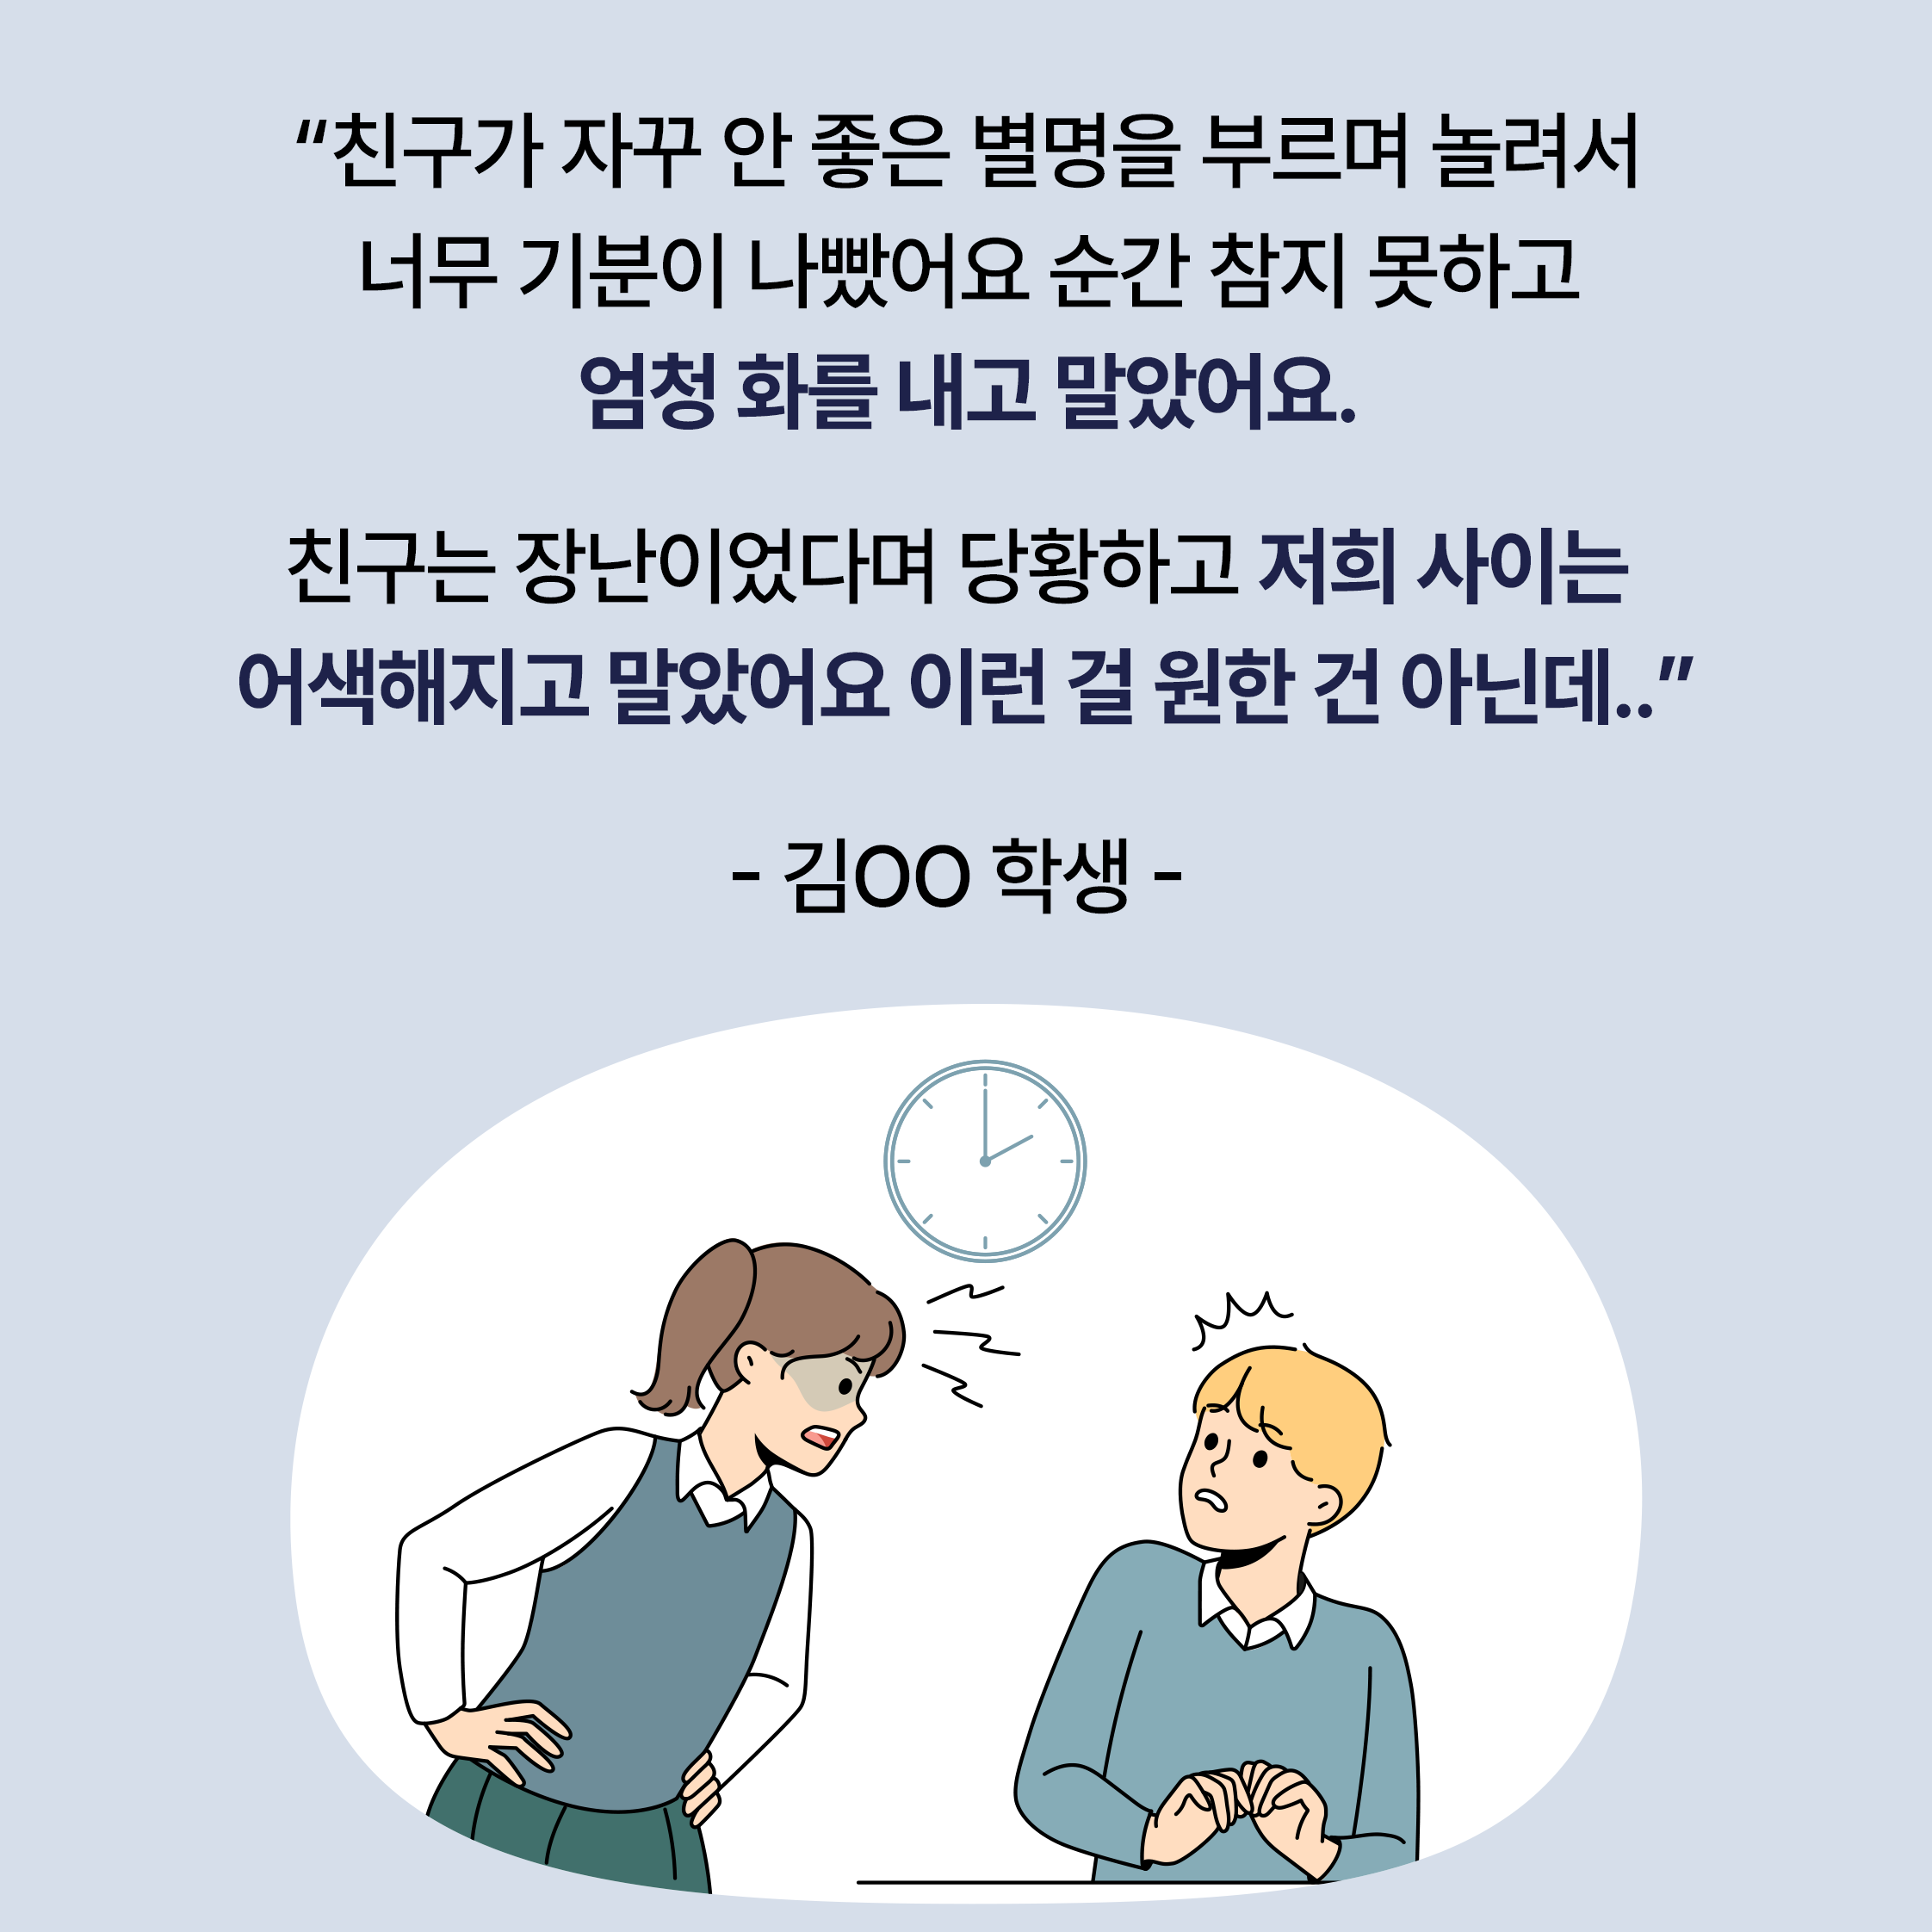 “친구가 자꾸 안 좋은 별명을 부르며 놀려서
너무 기분이 나빴어요 순간 참지 못하고
엄청 화를 내고 말았어요.
친구는 장난이었다며 당황하고 저희 사이는
어색해지고 말았어요 이런 걸 원한 건 아닌데..”
- 김OO 학생 -